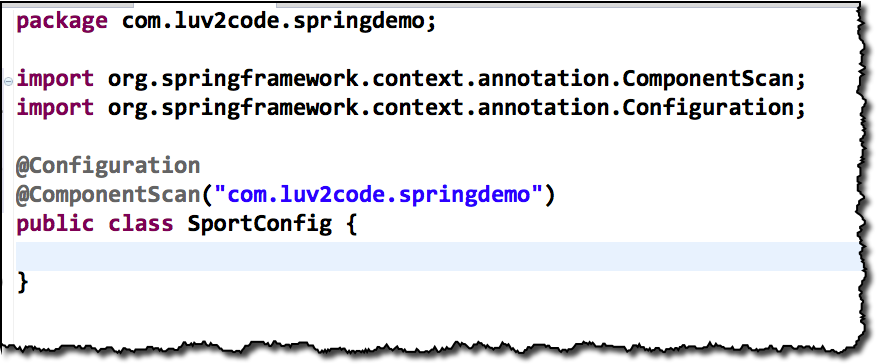 package com.luv2code.springdemo;
import org.springframework.context.annotation.ComponentScan;
import org.springframework.context.annotation.Configuration;
@Configuration
@ComponentScan("com.luv2code.springdemo")
public class SportConfig {
}